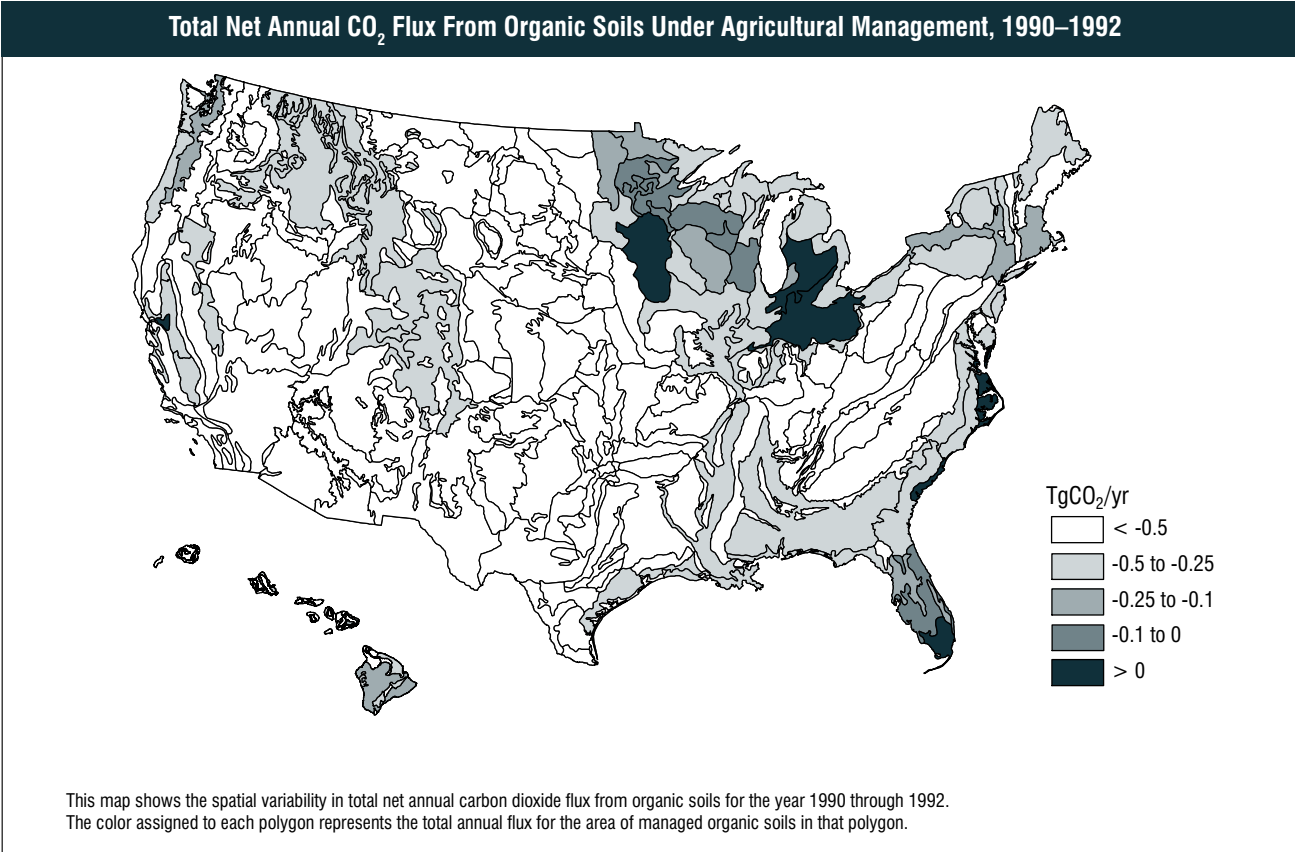 Total Net Annual CO₂ Flux From Organic Soils Under Agricultural Management, 1990–1992
TgCO₂/yr
< -0.5
-0.5 to -0.25
-0.25 to -0.1
-0.1 to 0
> 0
This map shows the spatial variability in total net annual carbon dioxide flux from organic soils for the year 1990 through 1992.
The color assigned to each polygon represents the total annual flux for the area of managed organic soils in that polygon.